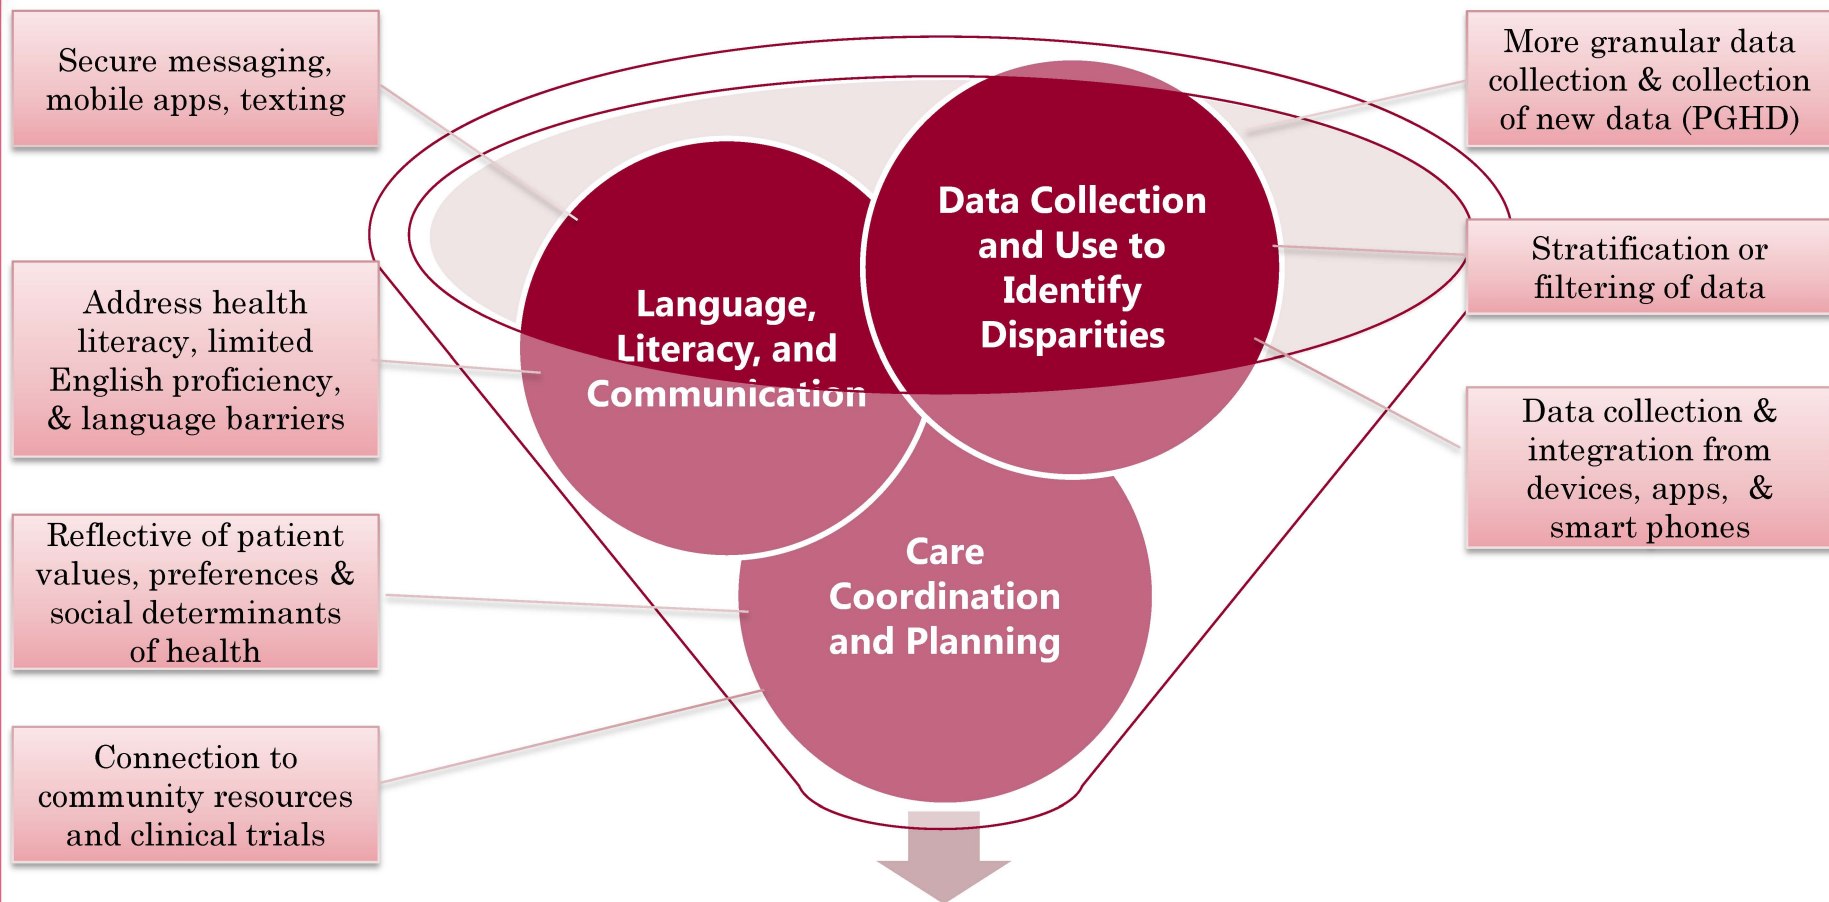 Secure messaging,
mobile apps, texting
Address health
literacy, limited
English proficiency,
& language barriers
Reflective of patient
values, preferences &
social determinants
of health
Connection to
community resources
and clinical trials
Language,
Literacy, and
Communication
Data Collection
and Use to
Identify
Disparities
Care
Coordination
and Planning
More granular data
collection & collection
of new data (PGHD)
Stratification or
filtering of data
Data collection &
integration from
devices, apps,  &
smart phones